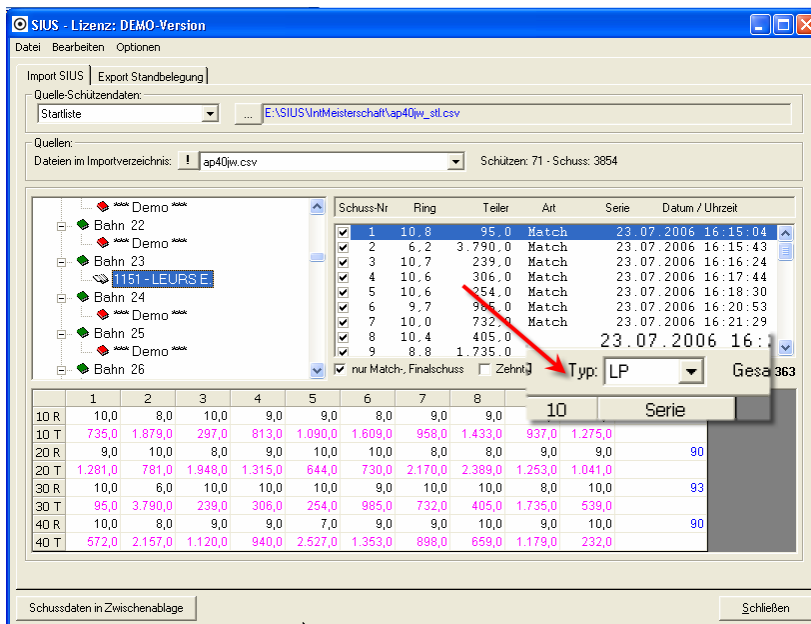 SIUS - Lizenz: DEMO-Version
Datei Bearbeiten Optionen
Import SIUS Export Standbelegung
Quelle-Schützendaten:
Startliste ... E:\SIUS\IntMeisterschaft\ap40jw_stl.csv
Quellen:
Dateien im Importverzeichnis: ! ap40jw.csv Schützen: 71 - Schuss: 3854
*** Demo ***
Bahn 22
*** Demo ***
Bahn 23
1151 - LEURS E.
Bahn 24
*** Demo ***
Bahn 25
*** Demo ***
Bahn 26
Schuss-Nr Ring Teiler Art Serie Datum / Uhrzeit
1 10,8 95,0 Match 23.07.2006 16:15:04
2 6,2 3.790,0 Match 23.07.2006 16:15:43
3 10,7 239,0 Match 23.07.2006 16:16:24
4 10,6 306,0 Match 23.07.2006 16:17:44
5 10,6 254,0 Match 23.07.2006 16:18:30
6 9,7 985,0 Match 23.07.2006 16:20:53
7 10,0 732,0 Match 23.07.2006 16:21:29
8 10,4 405,0 23.07.2006 16:
9 8,8 1.735,0
nur Match-, Finalschuss Zehnt Typ: LP Gesa 363
10 Serie
1 2 3 4 5 6 7 8
10 R 10,0 8,0 10,0 9,0 9,0 8,0 9,0 9,0
10 T 735,0 1.879,0 297,0 813,0 1.090,0 1.609,0 958,0 1.433,0 937,0 1.275,0
20 R 9,0 10,0 8,0 9,0 10,0 10,0 8,0 8,0 9,0 9,0 90
20 T 1.281,0 781,0 1.948,0 1.315,0 644,0 730,0 2.170,0 2.389,0 1.253,0 1.041,0
30 R 10,0 6,0 10,0 10,0 10,0 9,0 10,0 10,0 8,0 10,0 93
30 T 95,0 3.790,0 239,0 306,0 254,0 985,0 732,0 405,0 1.735,0 539,0
40 R 10,0 8,0 9,0 9,0 7,0 9,0 9,0 10,0 9,0 10,0 90
40 T 572,0 2.157,0 1.120,0 940,0 2.527,0 1.353,0 898,0 659,0 1.179,0 232,0
Schussdaten in Zwischenablage Schließen